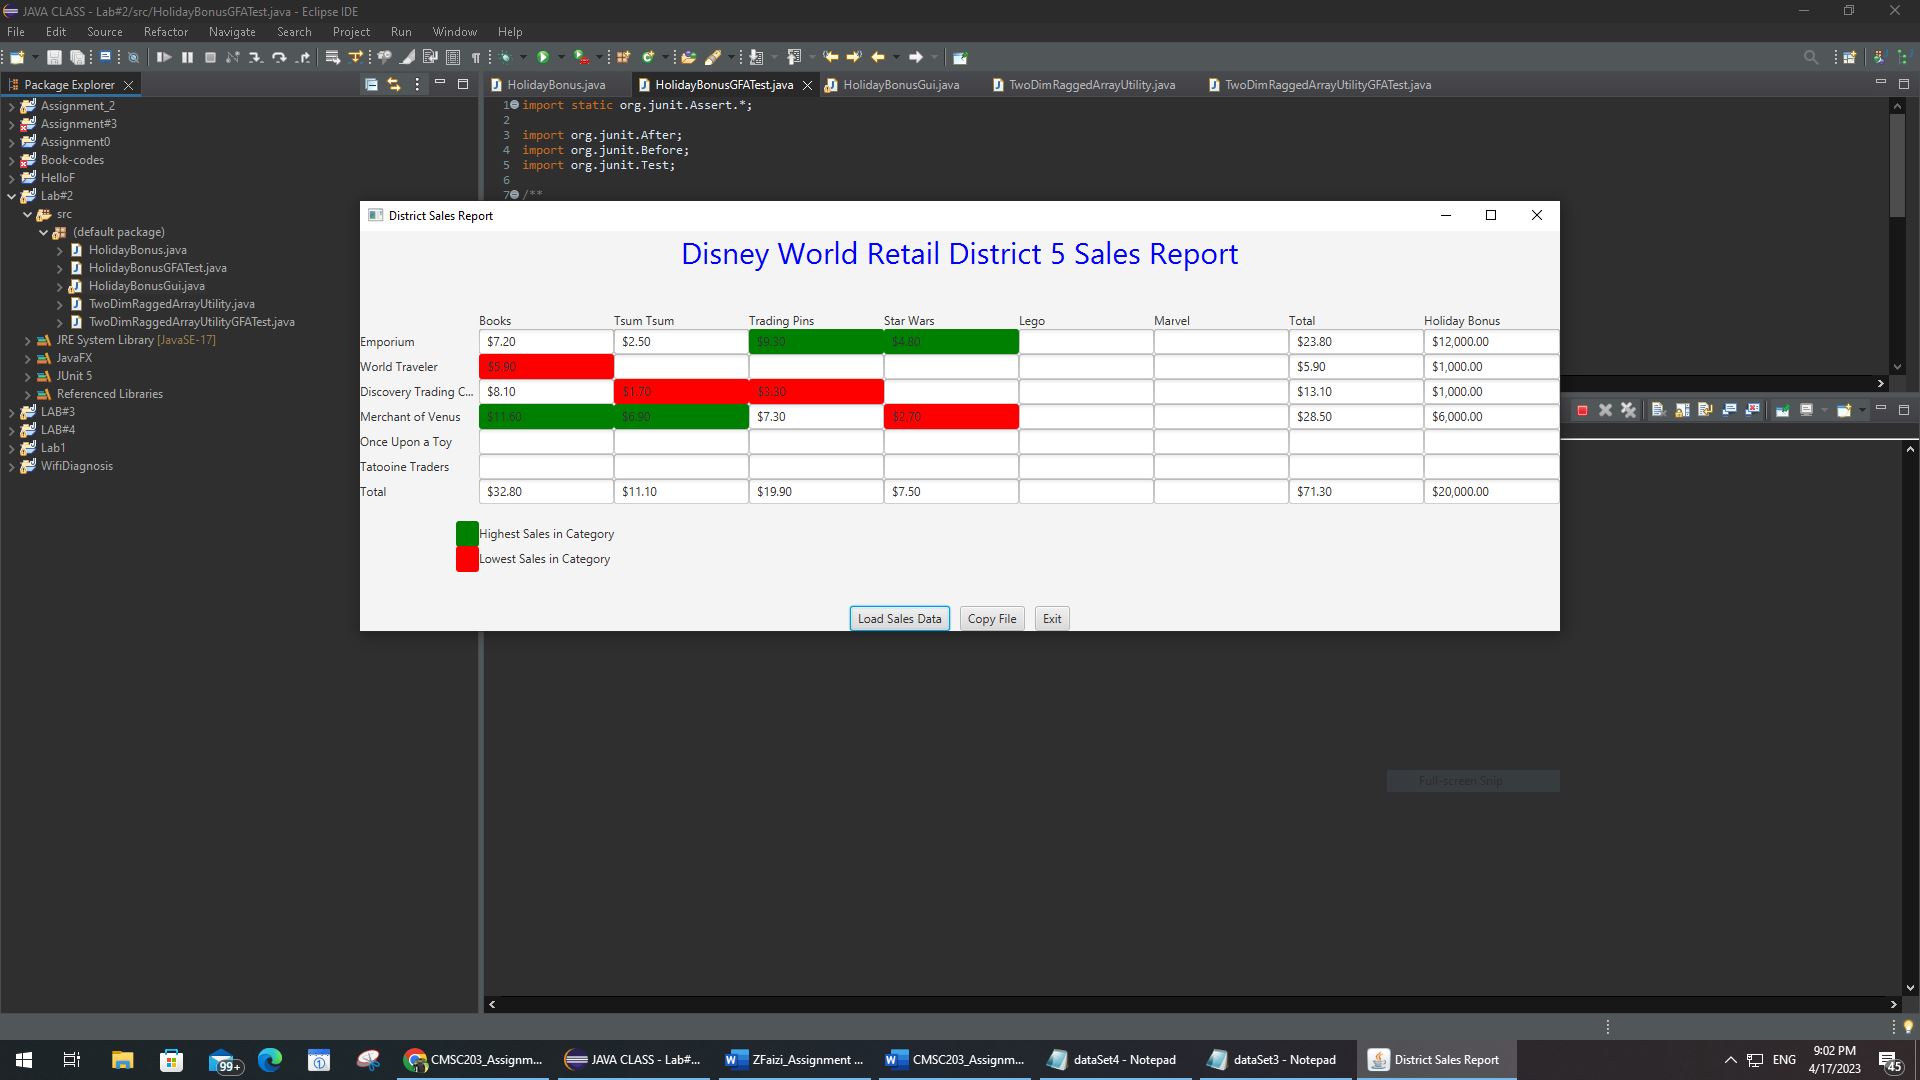 JAVA CLASS - Lab#2/src/HolidayBonusGFATest.java - Eclipse IDE
File Edit Source Refactor Navigate Search Project Run Window Help
Package Explorer
HolidayBonus.java HolidayBonusGFATest.java HolidayBonusGui.java TwoDimRaggedArrayUtility.java TwoDimRaggedArrayUtilityGFATest.java
Assignment_2
Assignment#3
Assignment0
Book-codes
HelloF
Lab#2
src
(default package)
HolidayBonus.java
HolidayBonusGFATest.java
HolidayBonusGui.java
TwoDimRaggedArrayUtility.java
TwoDimRaggedArrayUtilityGFATest.java
JRE System Library [JavaSE-17]
JavaFX
JUnit 5
Referenced Libraries
LAB#3
LAB#4
Lab1
WifiDiagnosis
1 import static org.junit.Assert.*;
2
3 import org.junit.After;
4 import org.junit.Before;
5 import org.junit.Test;
6
7 /**
District Sales Report
Disney World Retail District 5 Sales Report
Books Tsum Tsum Trading Pins Star Wars Lego Marvel Total Holiday Bonus
Emporium $7.20 $2.50 $9.30 $4.80 $23.80 $12,000.00
World Traveler $5.90 $5.90 $1,000.00
Discovery Trading C... $8.10 $1.70 $3.30 $13.10 $1,000.00
Merchant of Venus $11.60 $6.90 $7.30 $2.70 $28.50 $6,000.00
Once Upon a Toy
Tatooine Traders
Total $32.80 $11.10 $19.90 $7.50 $71.30 $20,000.00
Highest Sales in Category
Lowest Sales in Category
Load Sales Data Copy File Exit
Full-screen Snip
99+ CMSC203_Assignm... JAVA CLASS - Lab#... ZFaizi_Assignment ... CMSC203_Assignm... dataSet4 - Notepad dataSet3 - Notepad District Sales Report ENG 9:02 PM
4/17/2023 45